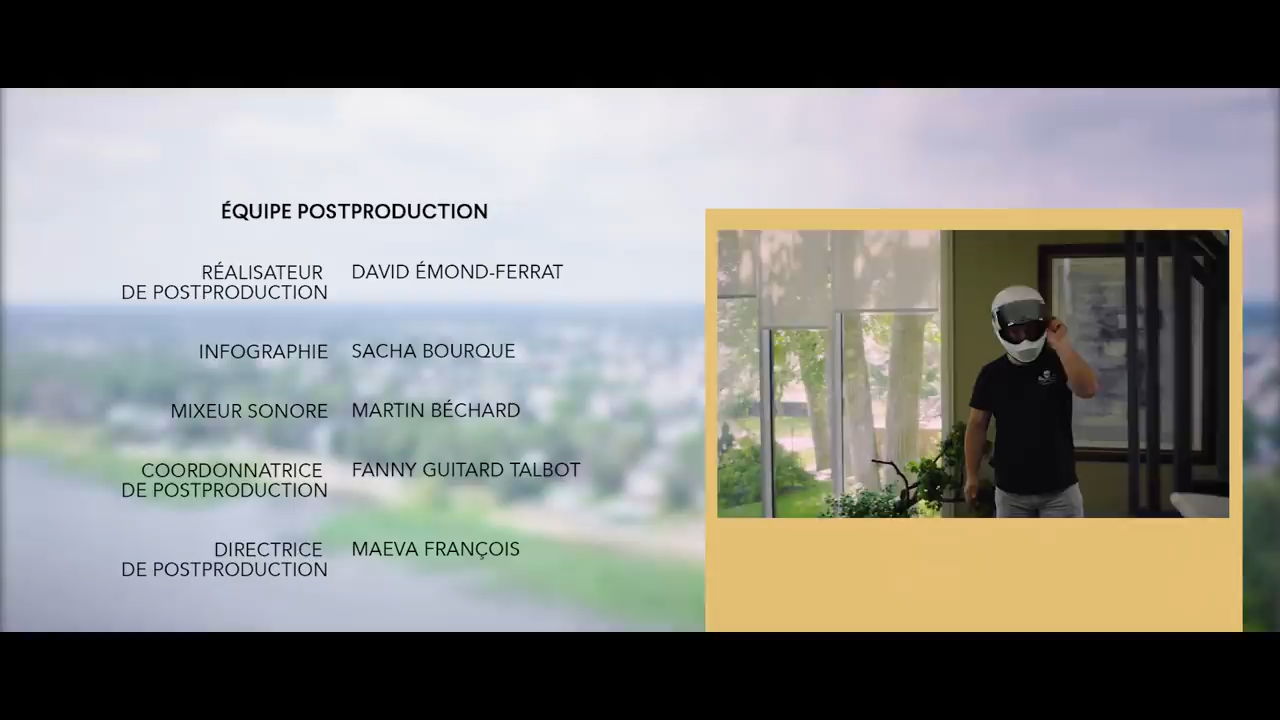 ÉQUIPE POSTPRODUCTION
RÉALISATEUR
DE POSTPRODUCTION
DAVID ÉMOND-FERRAT
INFOGRAPHIE
SACHA BOURQUE
MIXEUR SONORE
MARTIN BÉCHARD
COORDONNATRICE
DE POSTPRODUCTION
FANNY GUITARD TALBOT
DIRECTRICE
DE POSTPRODUCTION
MAEVA FRANÇOIS